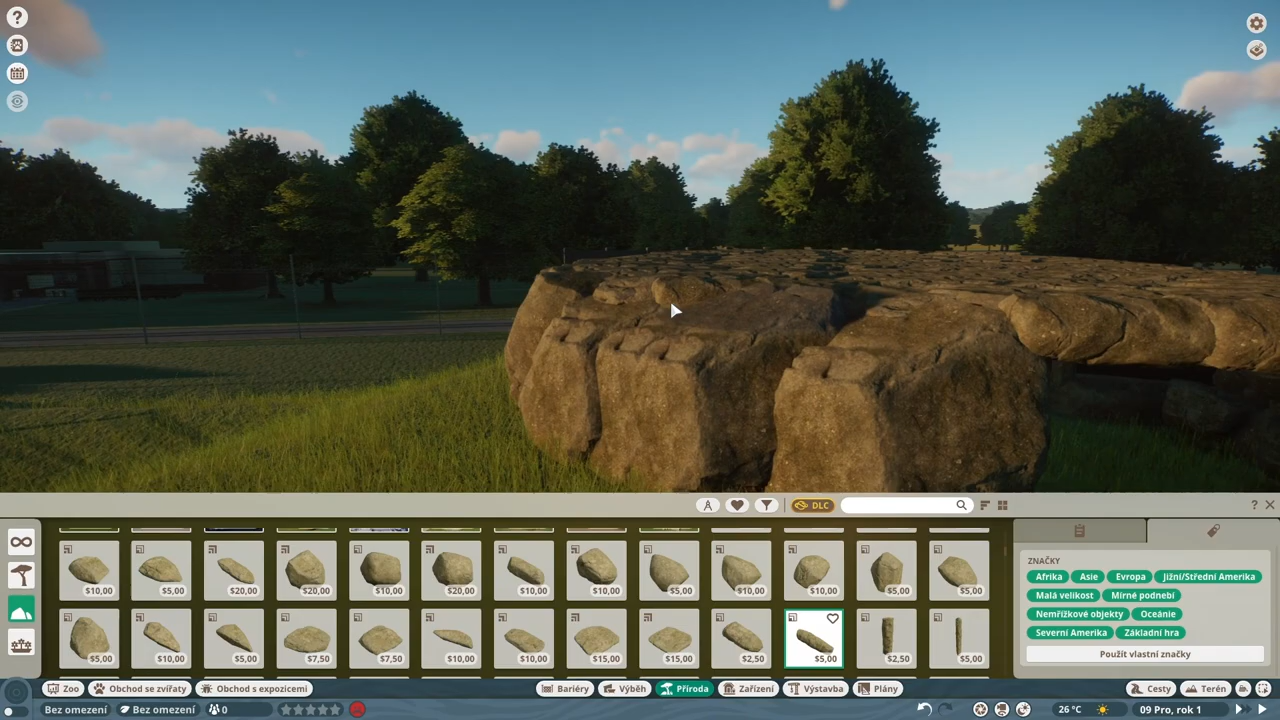 DLC
$10,00 $5,00 $20,00 $20,00 $10,00 $20,00 $10,00 $10,00 $5,00 $10,00 $10,00 $5,00 $5,00
$5,00 $10,00 $5,00 $7,50 $7,50 $10,00 $10,00 $15,00 $15,00 $2,50 $5,00 $2,50 $5,00
ZNAČKY
Afrika Asie Evropa Jižní/Střední Amerika
Malá velikost Mírné podnebí
Nemřížkové objekty Oceánie
Severní Amerika Základní hra
Použít vlastní značky
Zoo Obchod se zvířaty Obchod s expozicemi Bariéry Výběh Příroda Zařízení Výstavba Plány Cesty Terén
Bez omezení Bez omezení 0 26 °C 09 Pro, rok 1